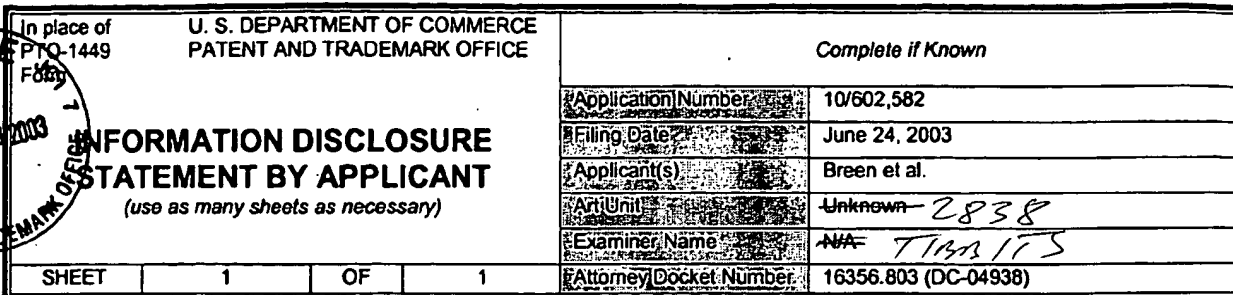 In place of
PTO-1449
Form
U. S. DEPARTMENT OF COMMERCE
PATENT AND TRADEMARK OFFICE
Complete if Known
INFORMATION DISCLOSURE
STATEMENT BY APPLICANT
(use as many sheets as necessary)
2003
EMARK OFFICE
Application Number 10/602,582
Filing Date June 24, 2003
Applicant(s) Breen et al.
Art Unit Unknown 2838
Examiner Name N/A TIBBITS
SHEET 1 OF 1
Attorney Docket Number 16356.803 (DC-04938)